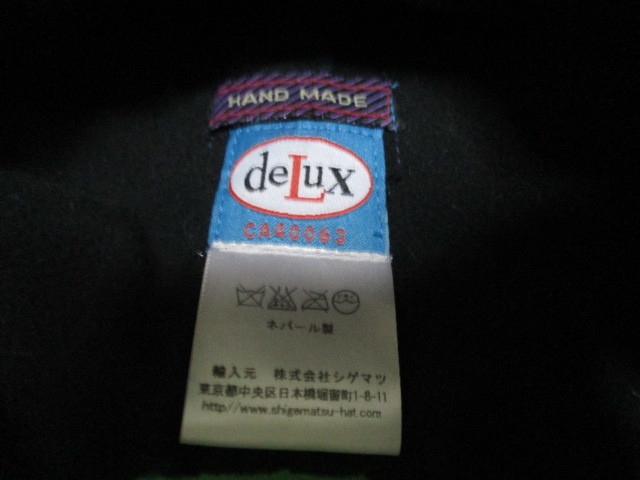 HAND MADE
deLux
CA40063
ネパール製
輸入元 株式会社シゲマツ
東京都中央区日本橋堀留町1-8-11
http://www.shigematsu-hat.com